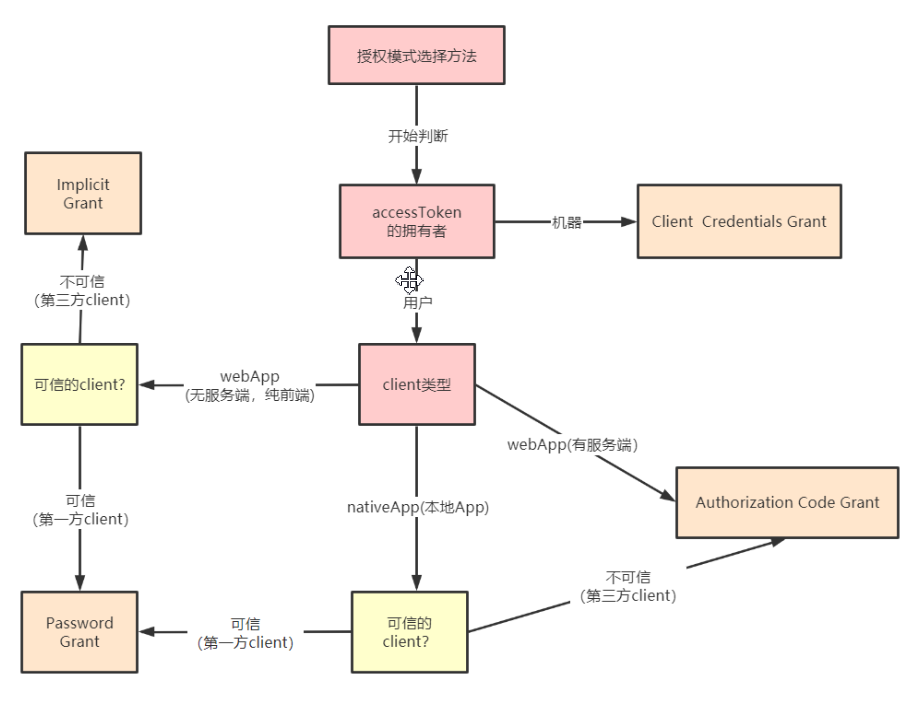 授权模式选择方法
开始判断
Implicit
Grant
accessToken
的拥有者
机器
Client Credentials Grant
不可信
(第三方client)
用户
可信的client?
webApp
(无服务端，纯前端)
client类型
webApp(有服务端)
Authorization Code Grant
可信
(第一方client)
nativeApp(本地App)
不可信
(第三方client)
Password
Grant
可信
(第一方client)
可信的
client?